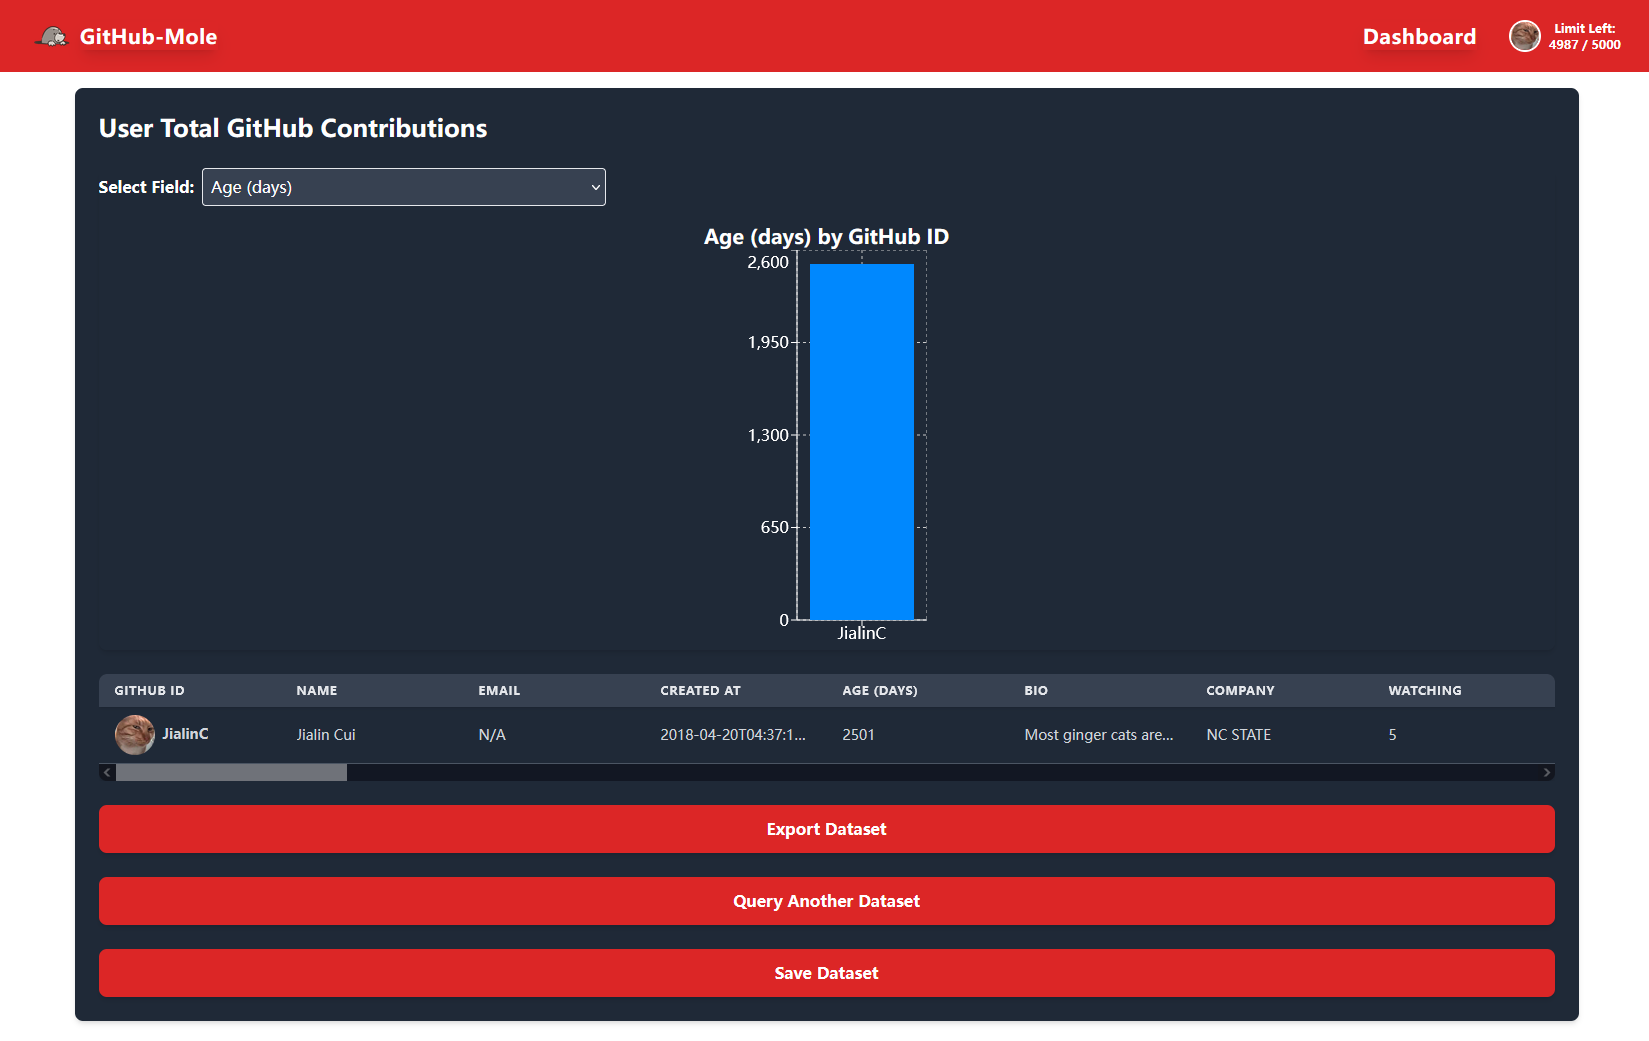 GitHub-Mole
Dashboard
Limit Left:
4987 / 5000
User Total GitHub Contributions
Select Field: Age (days)
Age (days) by GitHub ID
2,600
1,950
1,300
650
0
JialinC
GITHUB ID NAME EMAIL CREATED AT AGE (DAYS) BIO COMPANY WATCHING
JialinC Jialin Cui N/A 2018-04-20T04:37:1... 2501 Most ginger cats are... NC STATE 5
Export Dataset
Query Another Dataset
Save Dataset